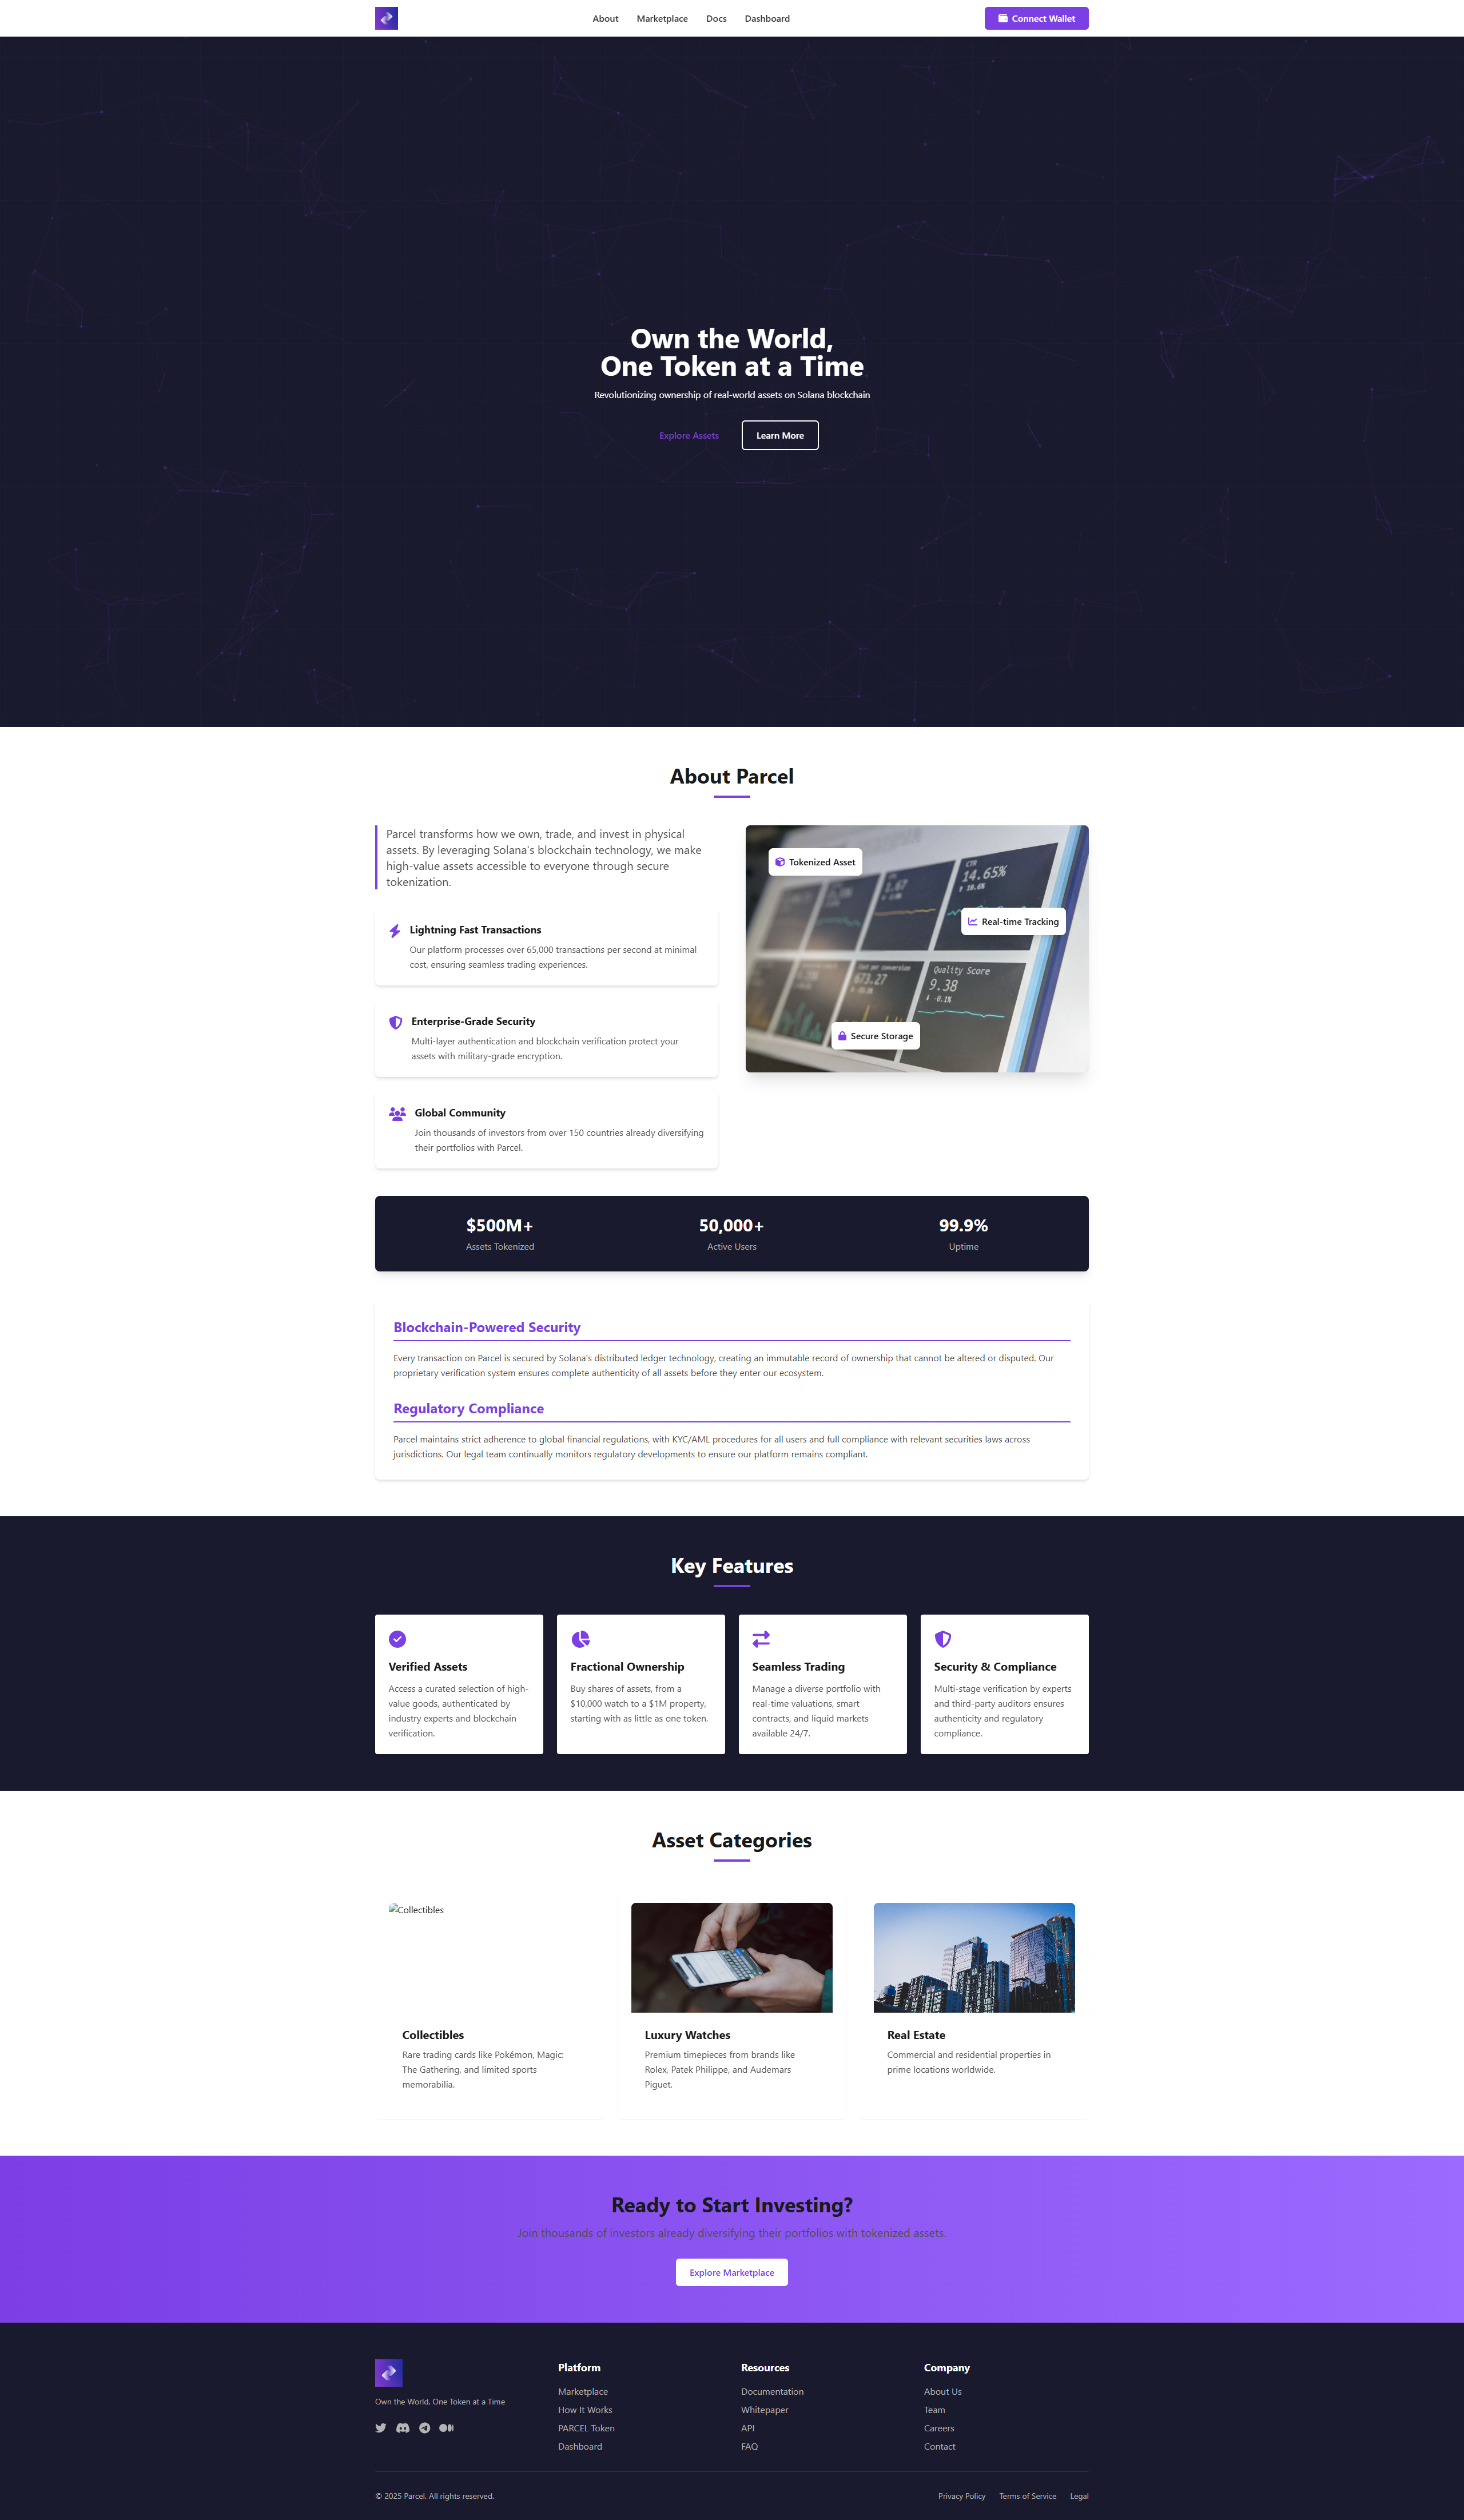 About
Marketplace
Docs
Dashboard
Connect Wallet
Own the World,
One Token at a Time
Revolutionizing ownership of real-world assets on Solana blockchain
Explore Assets
Learn More
About Parcel
Parcel transforms how we own, trade, and invest in physical
assets. By leveraging Solana's blockchain technology, we make
high-value assets accessible to everyone through secure
tokenization.
Lightning Fast Transactions
Our platform processes over 65,000 transactions per second at minimal
cost, ensuring seamless trading experiences.
Enterprise-Grade Security
Multi-layer authentication and blockchain verification protect your
assets with military-grade encryption.
Global Community
Join thousands of investors from over 150 countries already diversifying
their portfolios with Parcel.
Tokenized Asset
CTR
14.65%
Real-time Tracking
Cost per conversion
673.27
Quality Score
9.38
Secure Storage
$500M+
Assets Tokenized
50,000+
Active Users
99.9%
Uptime
Blockchain-Powered Security
Every transaction on Parcel is secured by Solana's distributed ledger technology, creating an immutable record of ownership that cannot be altered or disputed. Our
proprietary verification system ensures complete authenticity of all assets before they enter our ecosystem.
Regulatory Compliance
Parcel maintains strict adherence to global financial regulations, with KYC/AML procedures for all users and full compliance with relevant securities laws across
jurisdictions. Our legal team continually monitors regulatory developments to ensure our platform remains compliant.
Key Features
Verified Assets
Access a curated selection of high-
value goods, authenticated by
industry experts and blockchain
verification.
Fractional Ownership
Buy shares of assets, from a
$10,000 watch to a $1M property,
starting with as little as one token.
Seamless Trading
Manage a diverse portfolio with
real-time valuations, smart
contracts, and liquid markets
available 24/7.
Security & Compliance
Multi-stage verification by experts
and third-party auditors ensures
authenticity and regulatory
compliance.
Asset Categories
Collectibles
Collectibles
Rare trading cards like Pokémon, Magic:
The Gathering, and limited sports
memorabilia.
Luxury Watches
Premium timepieces from brands like
Rolex, Patek Philippe, and Audemars
Piguet.
Real Estate
Commercial and residential properties in
prime locations worldwide.
Ready to Start Investing?
Join thousands of investors already diversifying their portfolios with tokenized assets.
Explore Marketplace
Own the World, One Token at a Time
Platform
Marketplace
How It Works
PARCEL Token
Dashboard
Resources
Documentation
Whitepaper
API
FAQ
Company
About Us
Team
Careers
Contact
© 2025 Parcel. All rights reserved.
Privacy Policy
Terms of Service
Legal